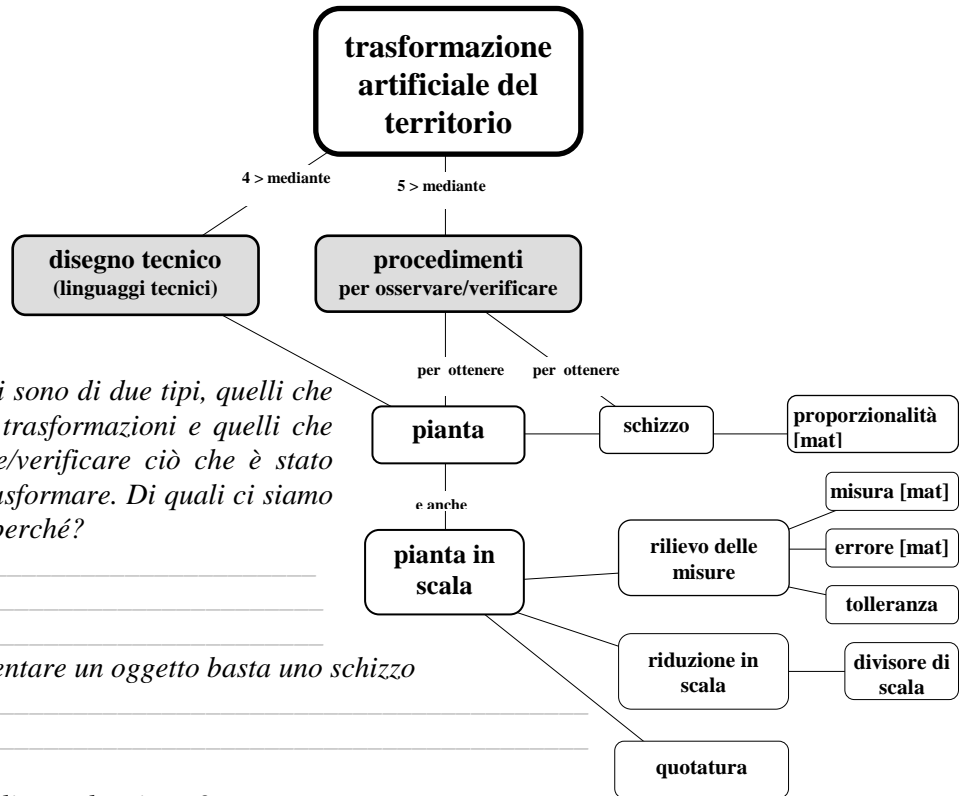 trasformazione
artificiale del
territorio
4 > mediante
5 > mediante
disegno tecnico
(linguaggi tecnici)
procedimenti
per osservare/verificare
per ottenere
per ottenere
pianta
schizzo
proporzionalità
[mat]
i sono di due tipi, quelli che
trasformazioni e quelli che
e/verificare ciò che è stato
sformare. Di quali ci siamo
perché?
e anche
pianta in
scala
rilievo delle
misure
misura [mat]
errore [mat]
tolleranza
entare un oggetto basta uno schizzo
riduzione in
scala
divisore di
scala
quotatura